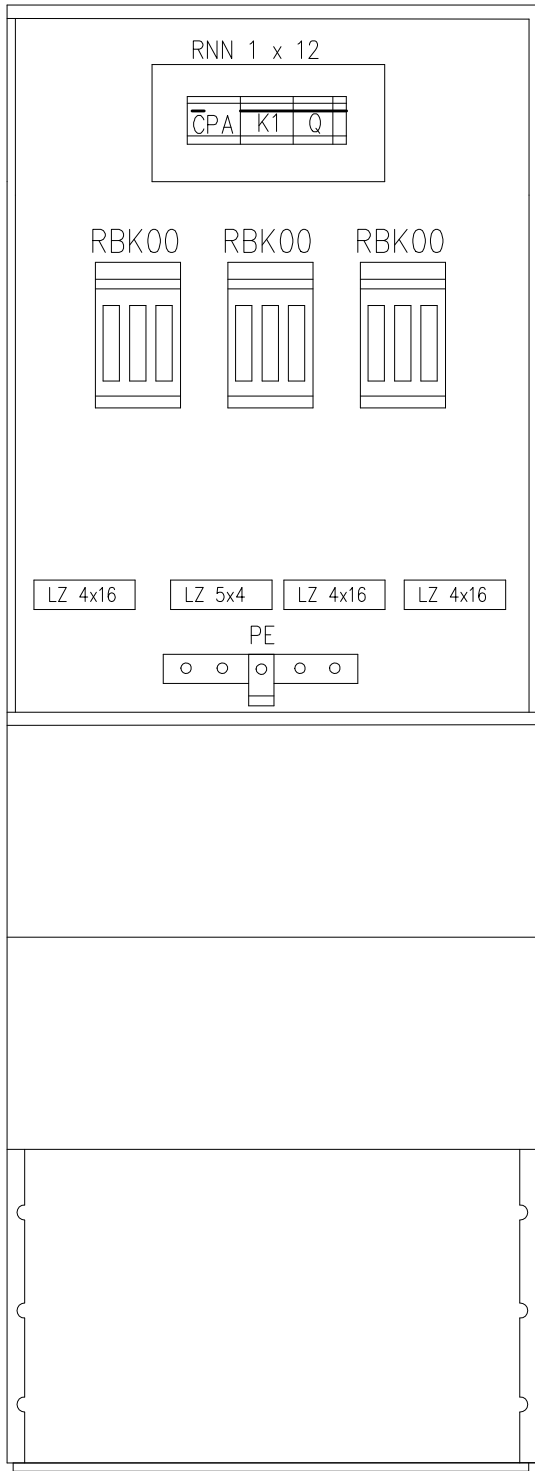 RNN 1 x 12
CPA K1 Q
RBK00 RBK00 RBK00
LZ 4x16 LZ 5x4 LZ 4x16 LZ 4x16
PE